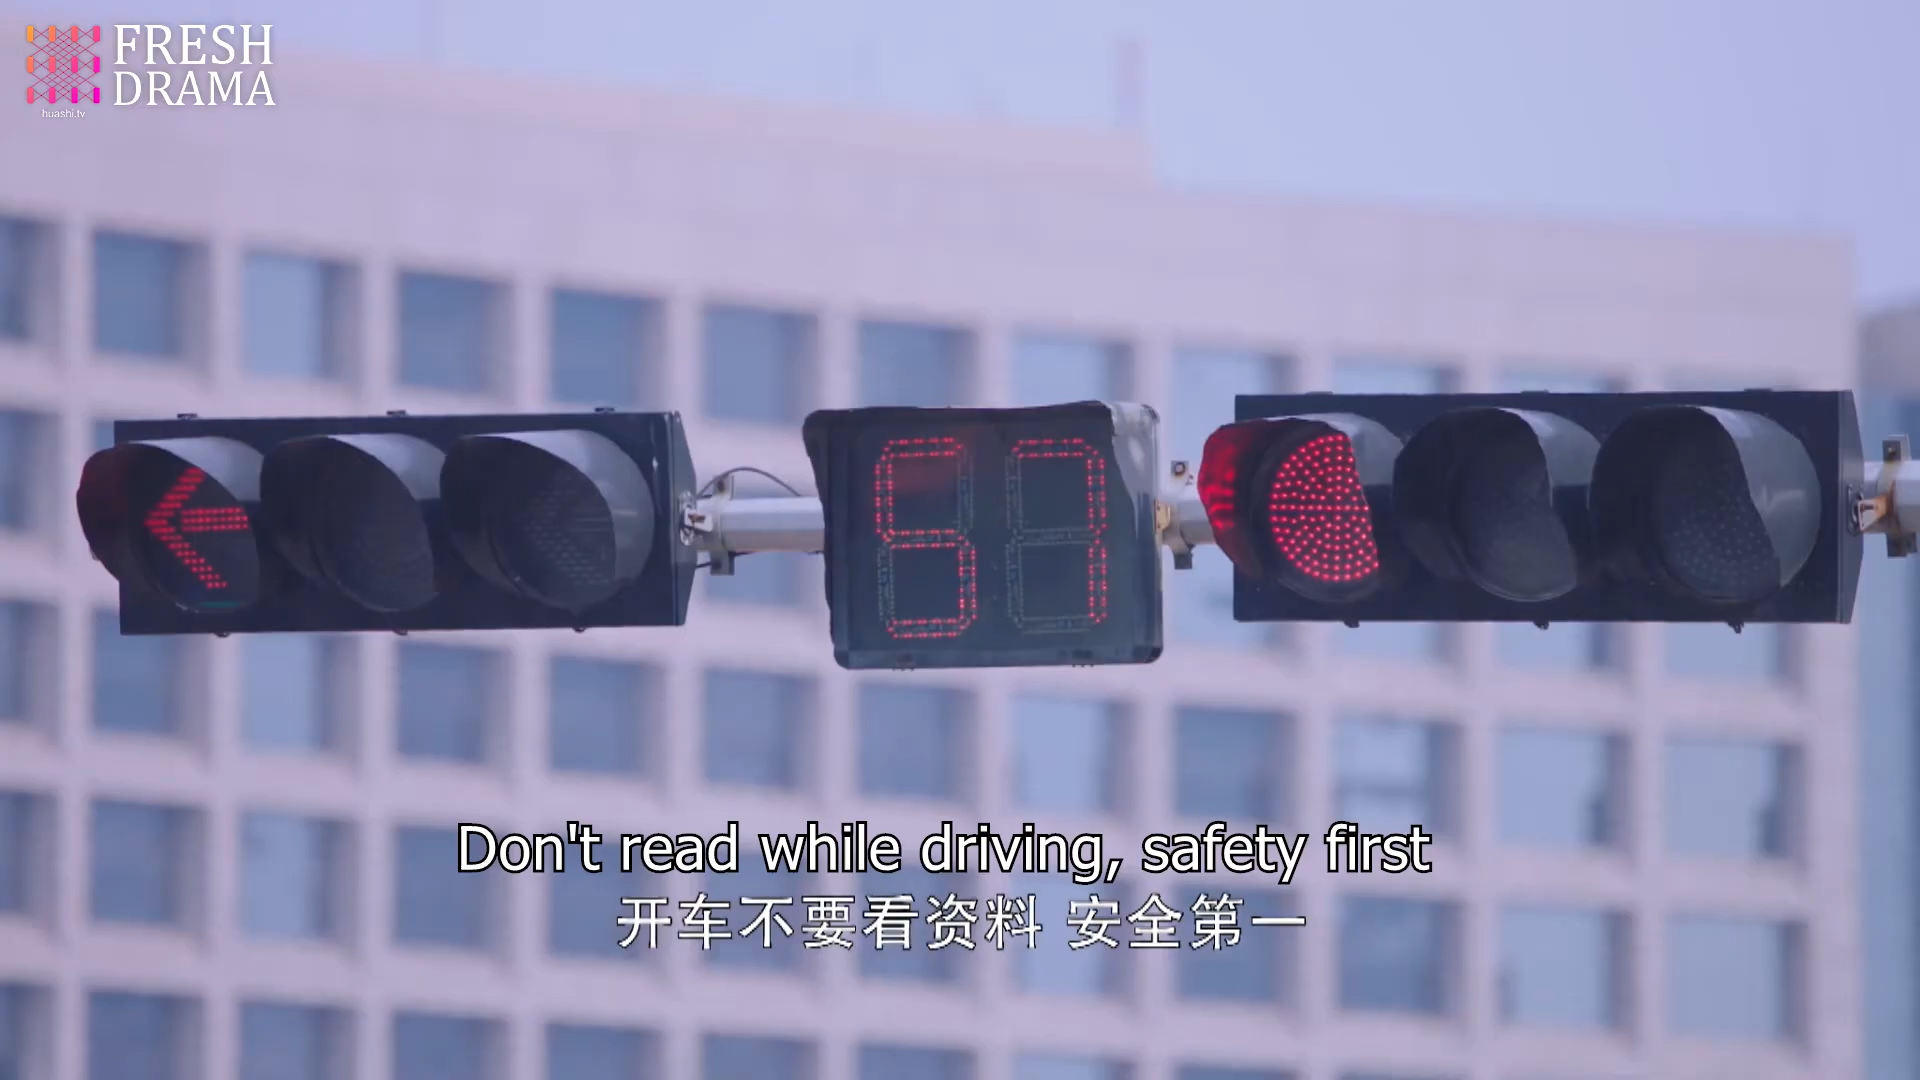 FRESH
DRAMA
huashi.tv
57
Don't read while driving, safety first
开车不要看资料 安全第一